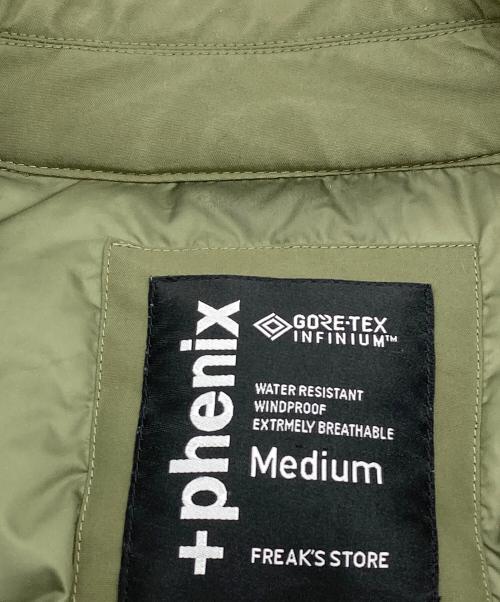 +phenix
GORE-TEX
INFINIUM™
WATER RESISTANT
WINDPROOF
EXTRMELY BREATHABLE
Medium
FREAK'S STORE